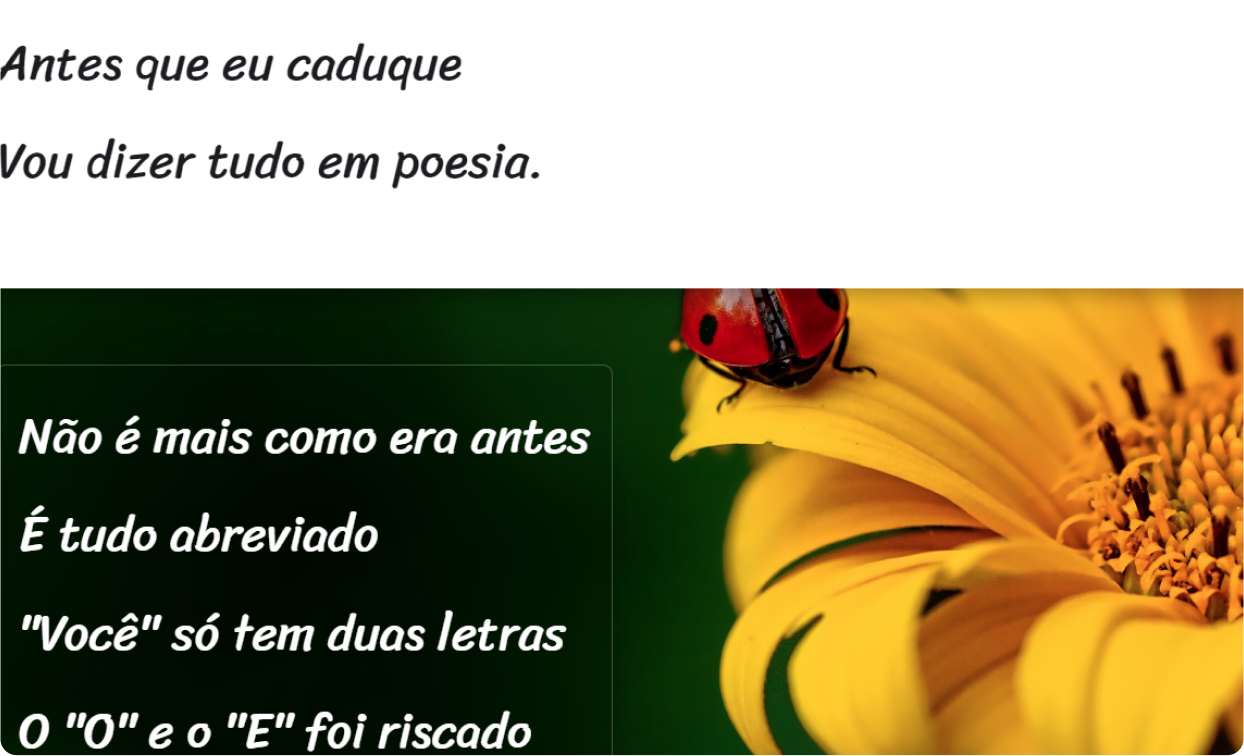 Antes que eu caduque
Vou dizer tudo em poesia.
Não é mais como era antes
É tudo abreviado
"Você" só tem duas letras
O "O" e o "E" foi riscado